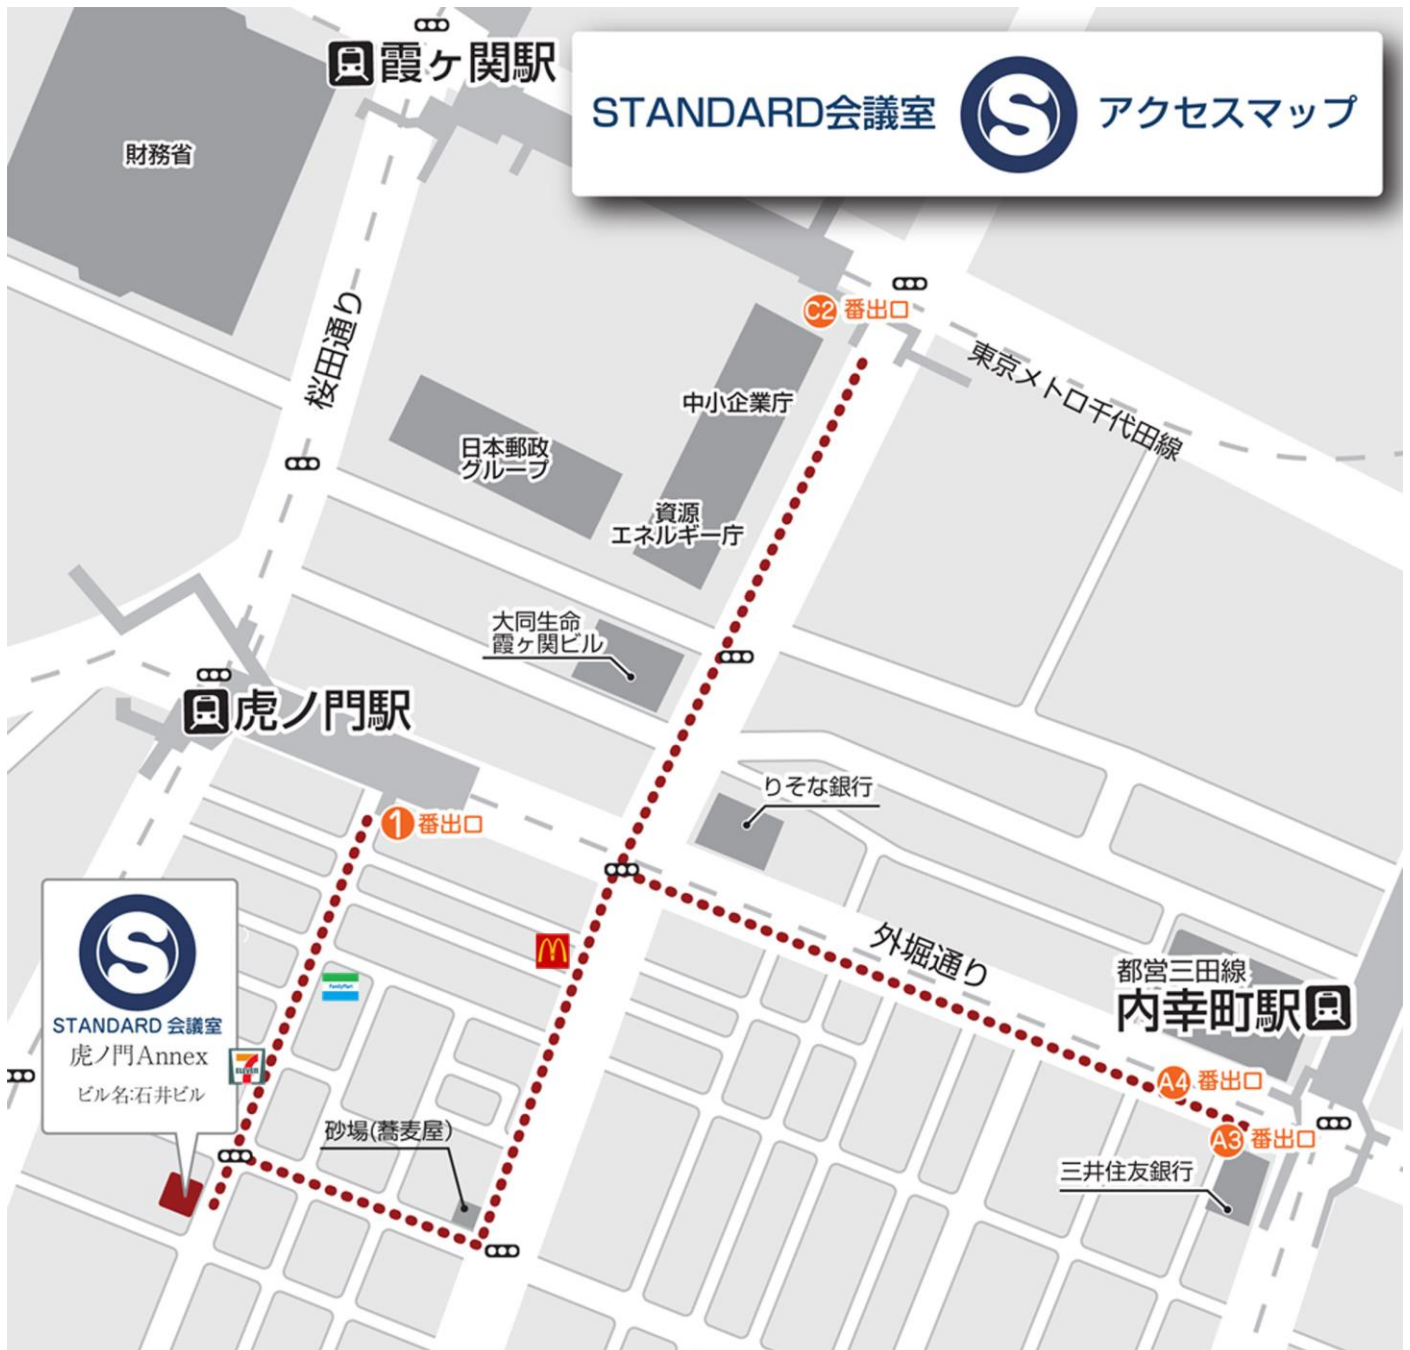 霞ヶ関駅
STANDARD会議室
S
アクセスマップ
財務省
桜田通り
C2 番出口
東京メトロ千代田線
中小企業庁
日本郵政
グループ
資源
エネルギー庁
大同生命
霞ヶ関ビル
虎ノ門駅
りそな銀行
1 番出口
外堀通り
S
STANDARD 会議室
虎ノ門Annex
ビル名:石井ビル
FamilyMart
7
ELEVEN
都営三田線
内幸町駅
A4 番出口
A3 番出口
砂場(蕎麦屋)
三井住友銀行